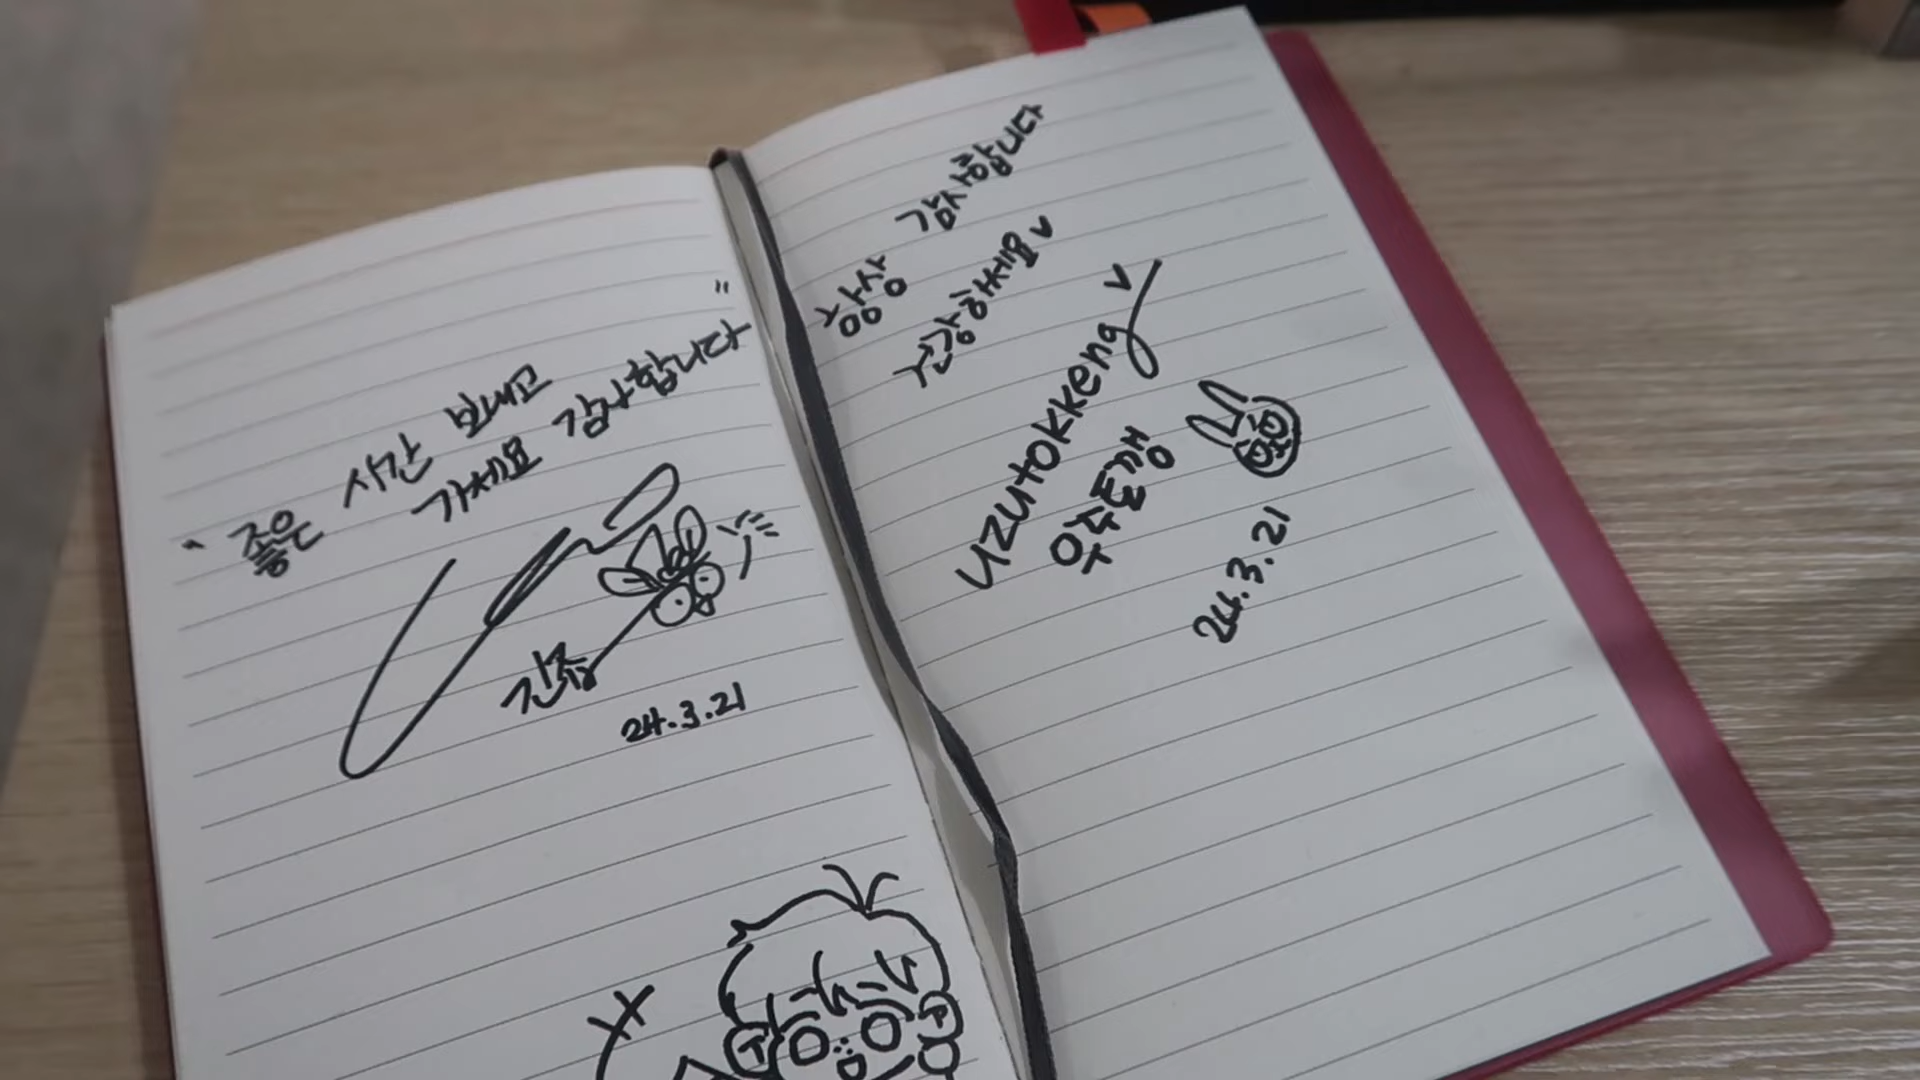 좋은 시간 보내고
가세요 감사합니다
긴츄
24.3.21
항상 감사합니다
건강하세요
uzutokkeng
우주토깽
24.3.21